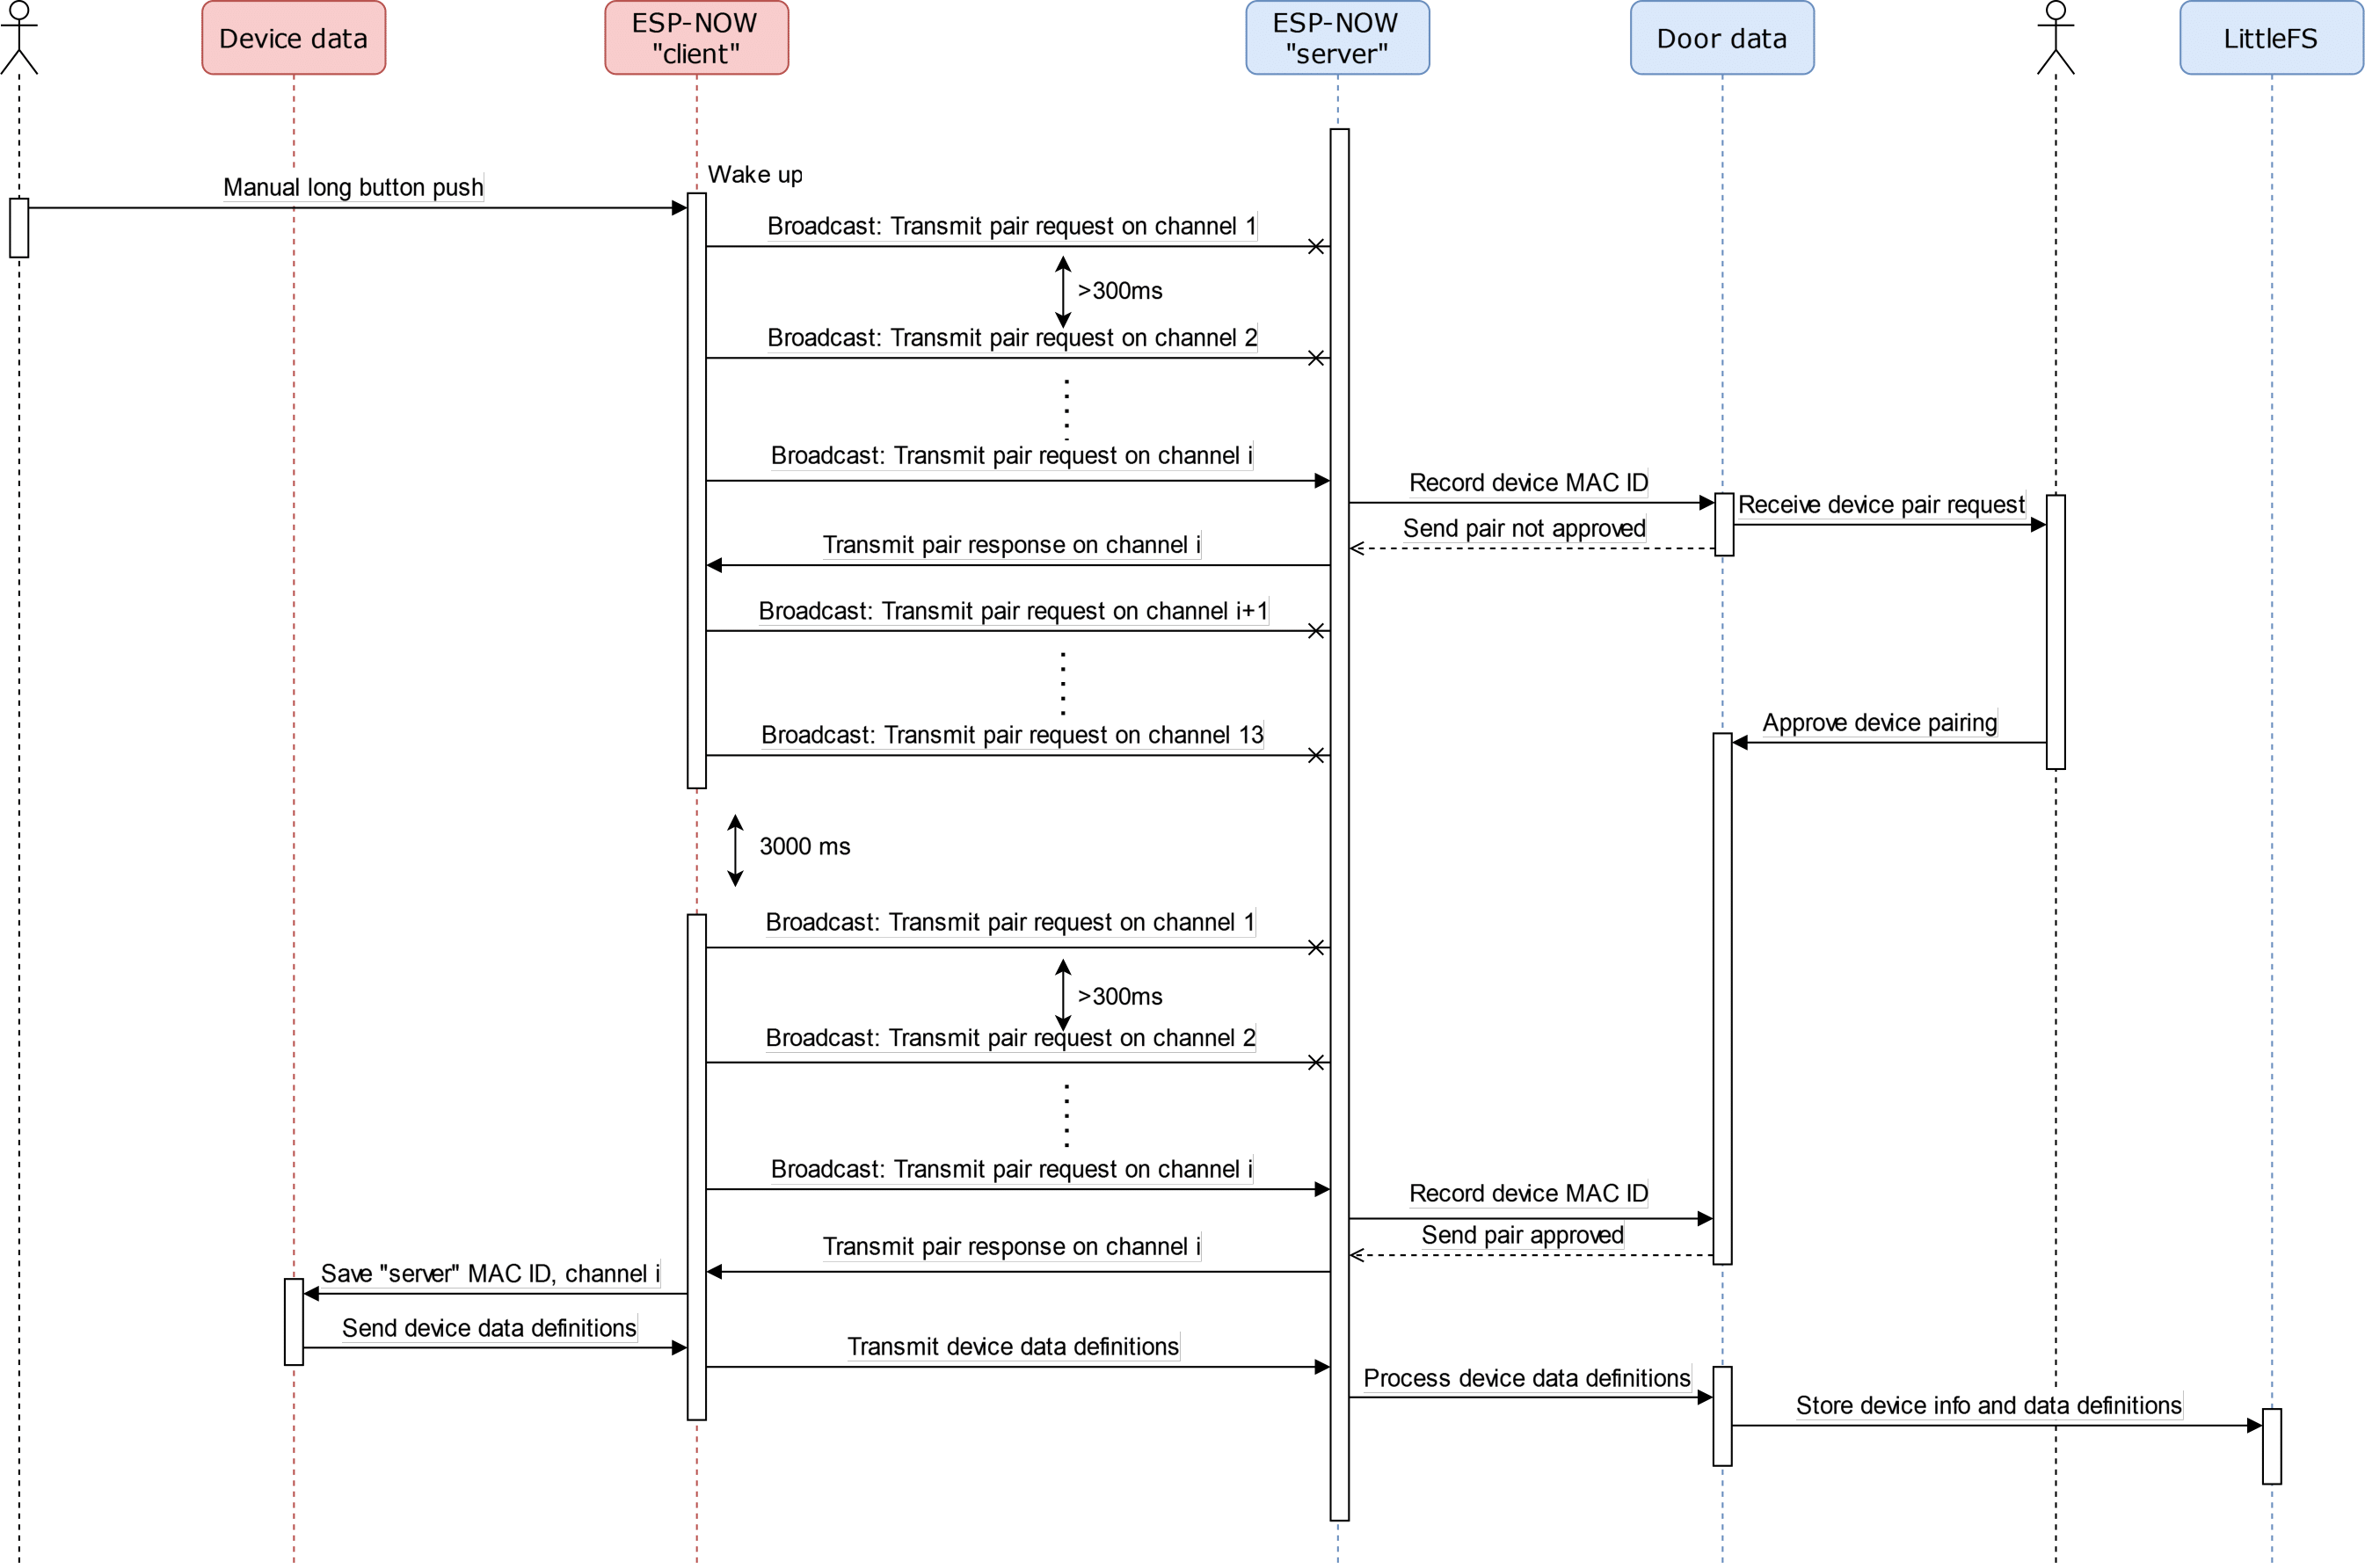 Device data
ESP-NOW
"client"
ESP-NOW
"server"
Door data
LittleFS
Wake up
Manual long button push
Broadcast: Transmit pair request on channel 1
>300ms
Broadcast: Transmit pair request on channel 2
Broadcast: Transmit pair request on channel i
Record device MAC ID
Receive device pair request
Send pair not approved
Transmit pair response on channel i
Broadcast: Transmit pair request on channel i+1
Approve device pairing
Broadcast: Transmit pair request on channel 13
3000 ms
Broadcast: Transmit pair request on channel 1
>300ms
Broadcast: Transmit pair request on channel 2
Broadcast: Transmit pair request on channel i
Record device MAC ID
Send pair approved
Transmit pair response on channel i
Save "server" MAC ID, channel i
Send device data definitions
Transmit device data definitions
Process device data definitions
Store device info and data definitions